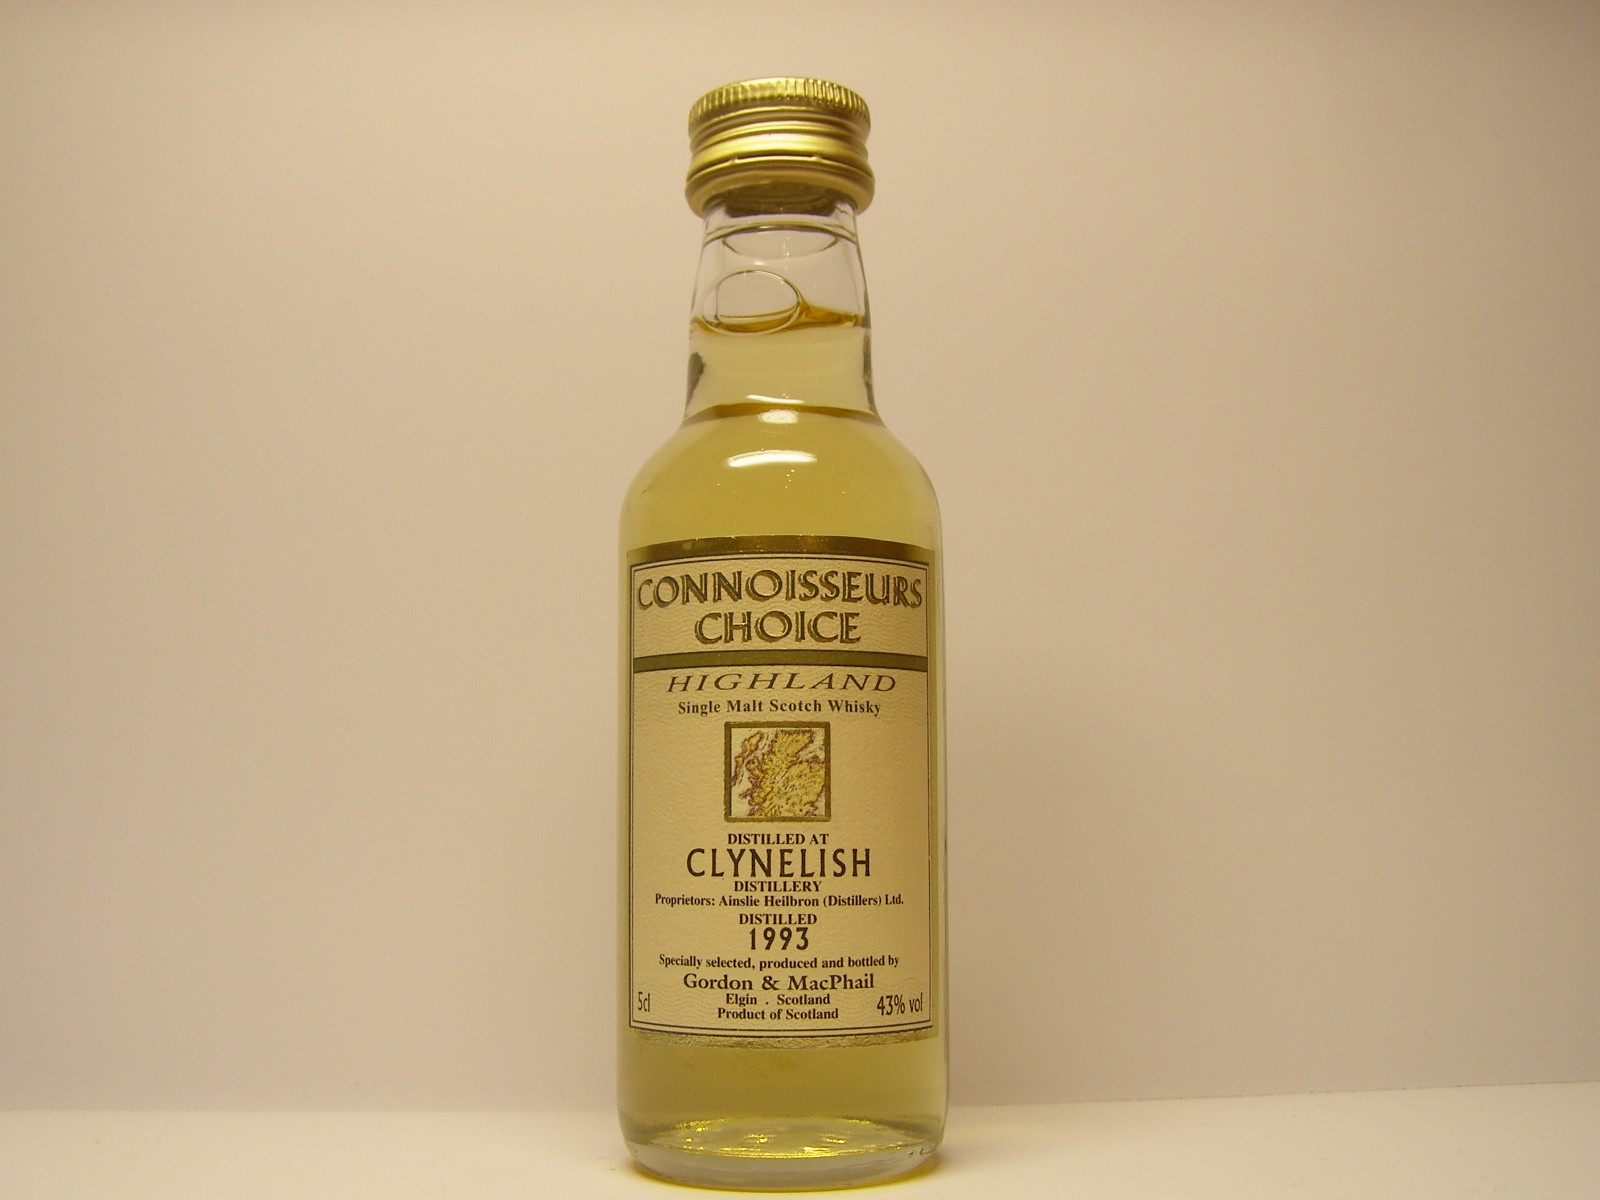 CONNOISSEURS
CHOICE
HIGHLAND
Single Malt Scotch Whisky
DISTILLED AT
CLYNELISH
DISTILLERY
Proprietors: Ainslie Heilbron (Distillers) Ltd.
DISTILLED
1993
Specially selected, produced and bottled by
Gordon & MacPhail
Elgin . Scotland
Product of Scotland
5cl
43% vol